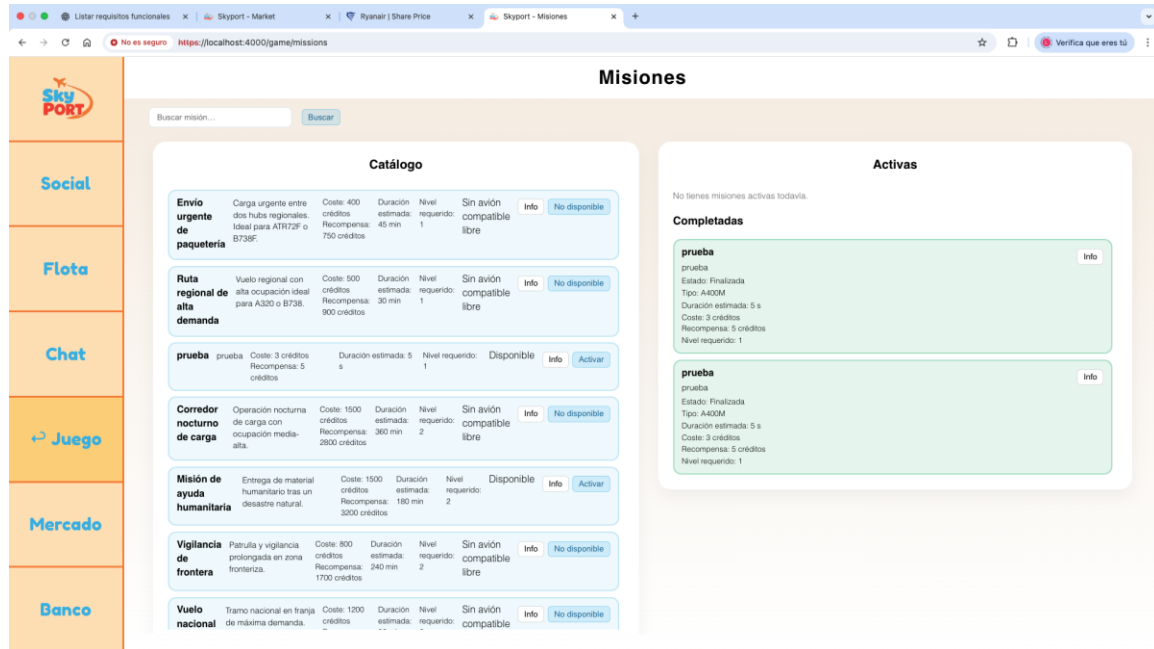 Listar requisitos funcionales
Skyport - Market
Ryanair | Share Price
Skyport - Misiones
No es seguro https://localhost:4000/game/missions
Verifica que eres tú
Sky
PORT
Social
Flota
Chat
Juego
Mercado
Banco
Misiones
Buscar misión...
Buscar
Catálogo
Envío
urgente
de
paquetería
Carga urgente entre
dos hubs regionales.
Ideal para ATR72F o
B738F.
Coste: 400
créditos
Recompensa:
750 créditos
Duración
estimada:
45 min
Nivel
requerido:
1
Sin avión
compatible
libre
Info
No disponible
Ruta
regional de
alta
demanda
Vuelo regional con
alta ocupación ideal
para A320 o B738.
Coste: 500
créditos
Recompensa:
900 créditos
Duración
estimada:
30 min
Nivel
requerido:
1
Sin avión
compatible
libre
Info
No disponible
prueba
prueba
Coste: 3 créditos
Recompensa: 5
créditos
Duración estimada: 5
s
Nivel requerido:
1
Disponible
Info
Activar
Corredor
nocturno
de carga
Operación nocturna
de carga con
ocupación media-
alta.
Coste: 1500
créditos
Recompensa:
2800 créditos
Duración
estimada:
360 min
Nivel
requerido:
2
Sin avión
compatible
libre
Info
No disponible
Misión de
ayuda
humanitaria
Entrega de material
humanitario tras un
desastre natural.
Coste: 1500
créditos
Recompensa:
3200 créditos
Duración
estimada:
180 min
Nivel
requerido:
2
Disponible
Info
Activar
Vigilancia
de
frontera
Patrulla y vigilancia
prolongada en zona
fronteriza.
Coste: 800
créditos
Recompensa:
1700 créditos
Duración
estimada:
240 min
Nivel
requerido:
2
Sin avión
compatible
libre
Info
No disponible
Vuelo
nacional
Tramo nacional en franja
de máxima demanda.
Coste: 1200
créditos
Duración
estimada:
Nivel
requerido:
Sin avión
compatible
Info
No disponible
Activas
No tienes misiones activas todavía.
Completadas
prueba
Info
prueba
Estado: Finalizada
Tipo: A400M
Duración estimada: 5 s
Coste: 3 créditos
Recompensa: 5 créditos
Nivel requerido: 1
prueba
Info
prueba
Estado: Finalizada
Tipo: A400M
Duración estimada: 5 s
Coste: 3 créditos
Recompensa: 5 créditos
Nivel requerido: 1